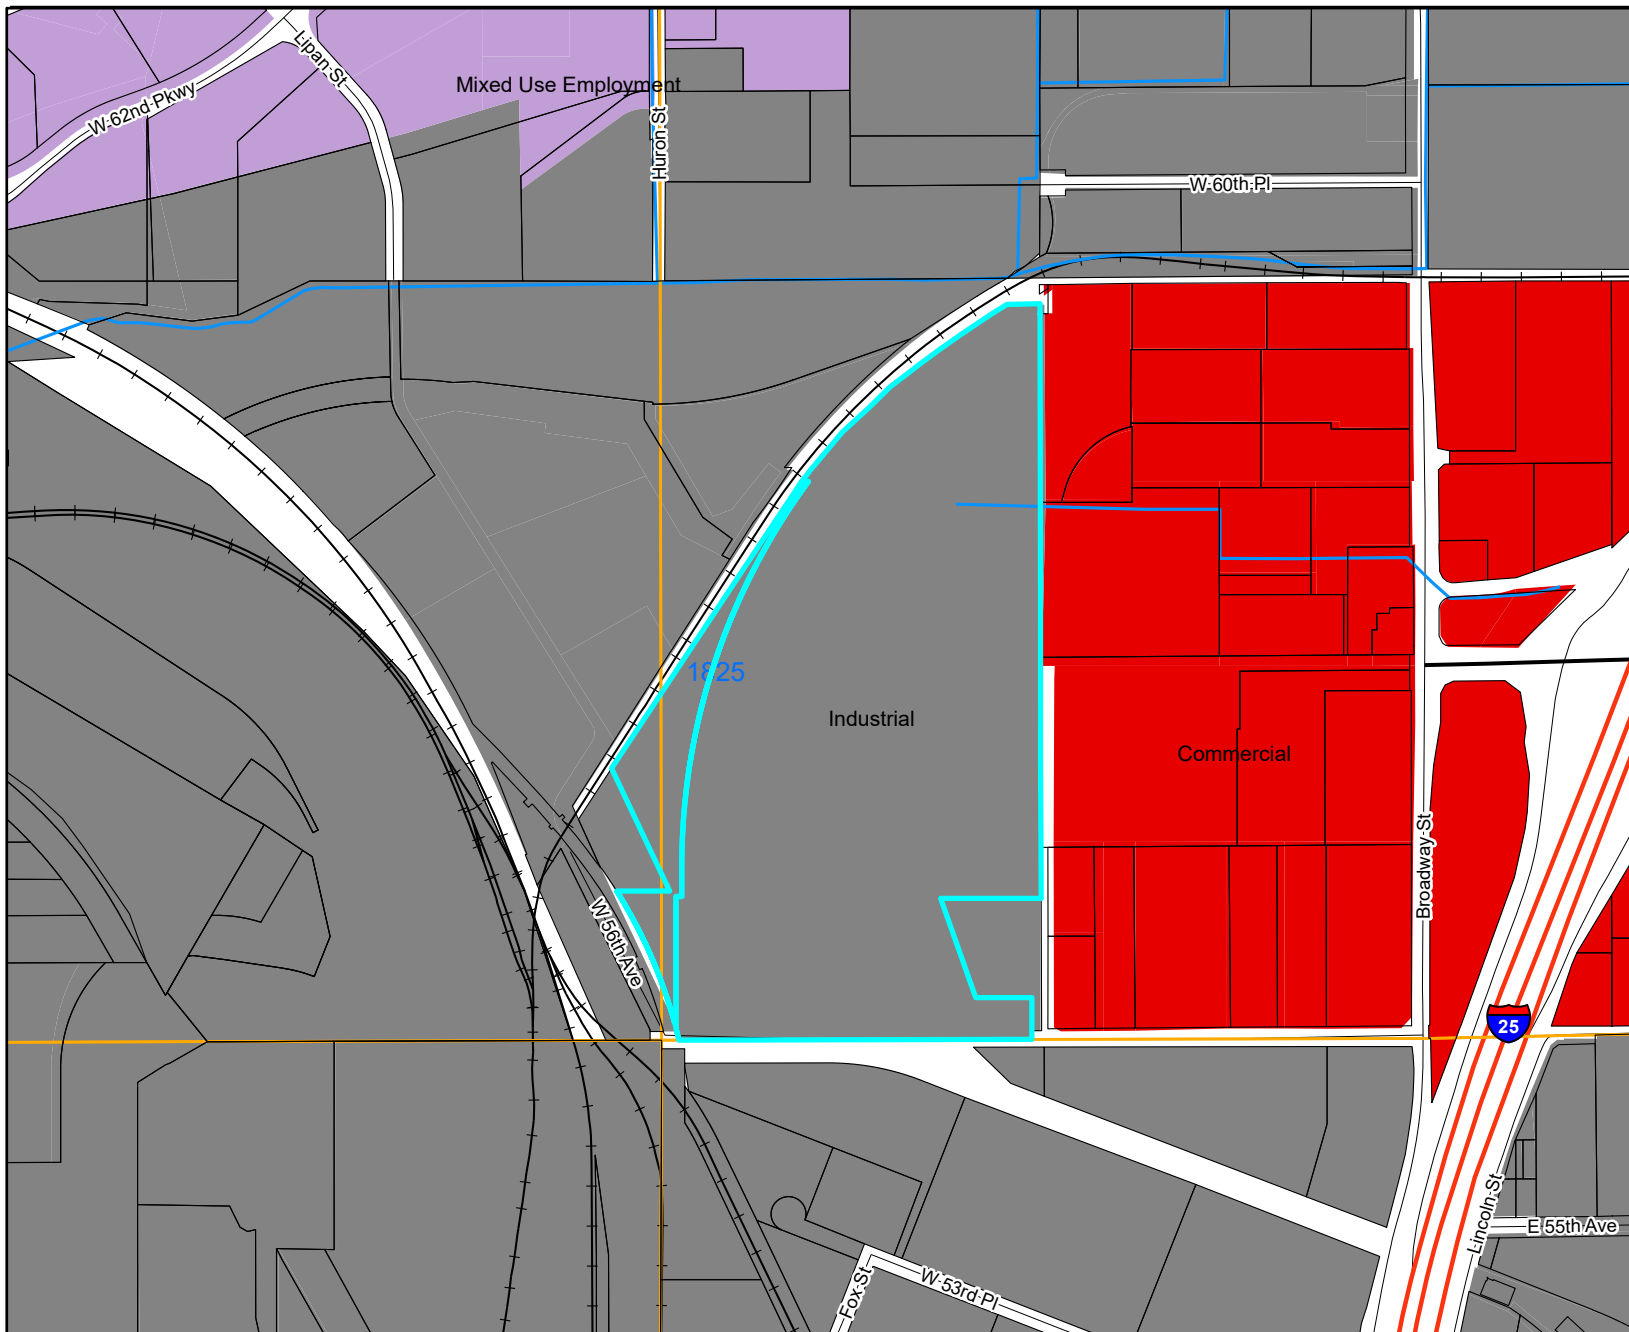 Lipan St
Mixed Use Employment
W 62nd Pkwy
Huron St
W 60th Pl
1825
Industrial
Commercial
Broadway St
W 56th Ave
25
Lincoln St
E 55th Ave
Fox St
W 53rd Pl